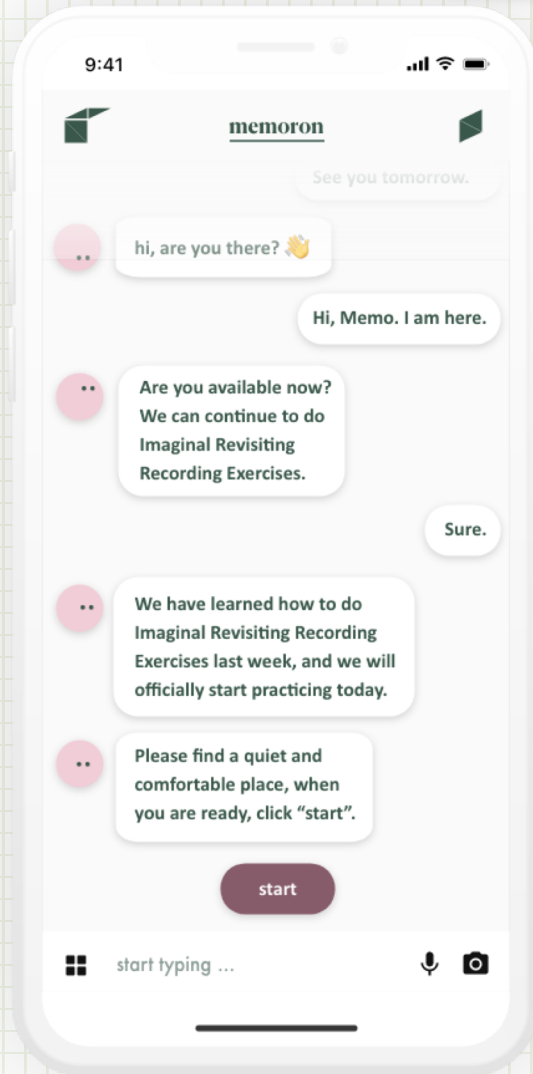 9:41
memoron
See you tomorrow.
hi, are you there? 👋
Hi, Memo. I am here.
Are you available now?
We can continue to do
Imaginal Revisiting
Recording Exercises.
Sure.
We have learned how to do
Imaginal Revisiting Recording
Exercises last week, and we will
officially start practicing today.
Please find a quiet and
comfortable place, when
you are ready, click “start”.
start
start typing ...